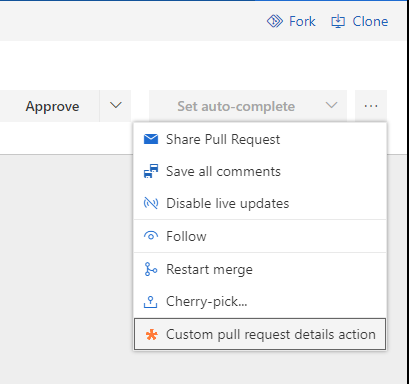 Fork
Clone
Approve
Set auto-complete
Share Pull Request
Save all comments
Disable live updates
Follow
Restart merge
Cherry-pick...
Custom pull request details action